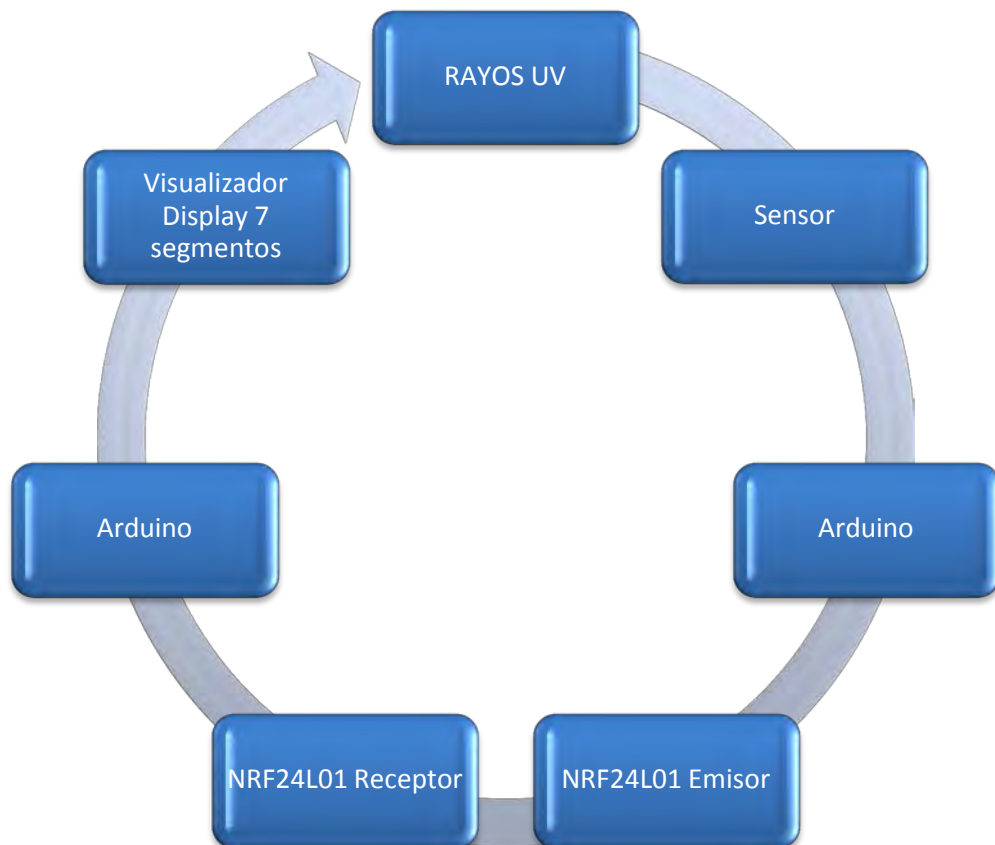 RAYOS UV
Sensor
Arduino
NRF24L01 Emisor
NRF24L01 Receptor
Arduino
Visualizador
Display 7
segmentos